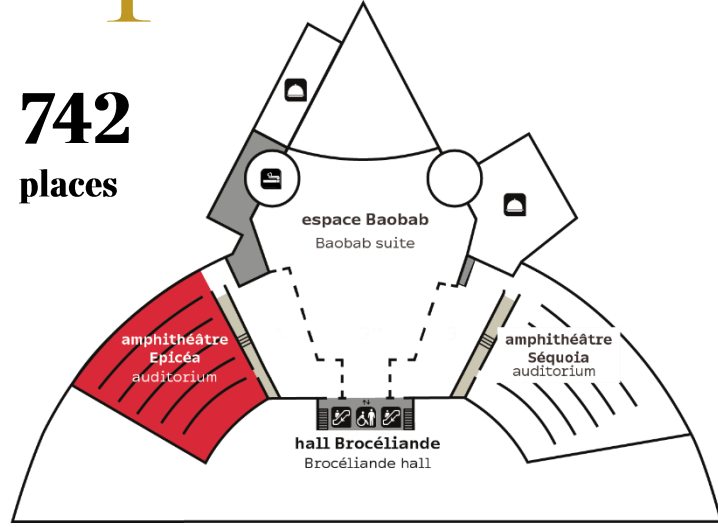 742
places
espace Baobab
Baobab suite
amphithéâtre
Epicéa
auditorium
amphithéâtre
Séquoia
auditorium
hall Brocéliande
Brocéliande hall